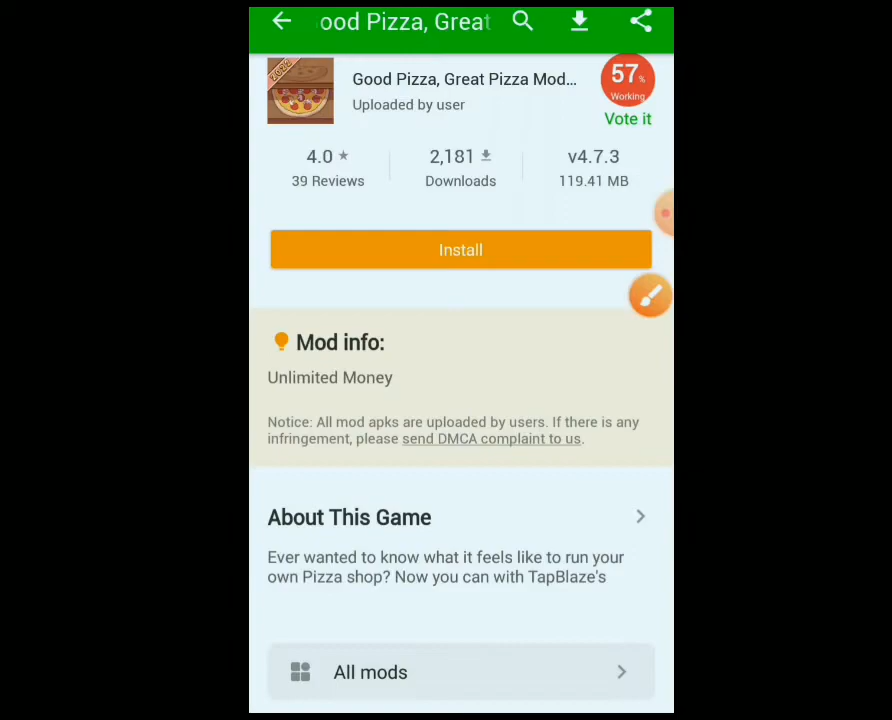 ood Pizza, Great
Good Pizza, Great Pizza Mod...
Uploaded by user
57%
Working
Vote it
4.0 ★
39 Reviews
2,181
Downloads
v4.7.3
119.41 MB
Install
Mod info:
Unlimited Money
Notice: All mod apks are uploaded by users. If there is any
infringement, please send DMCA complaint to us.
About This Game
Ever wanted to know what it feels like to run your
own Pizza shop? Now you can with TapBlaze's
All mods